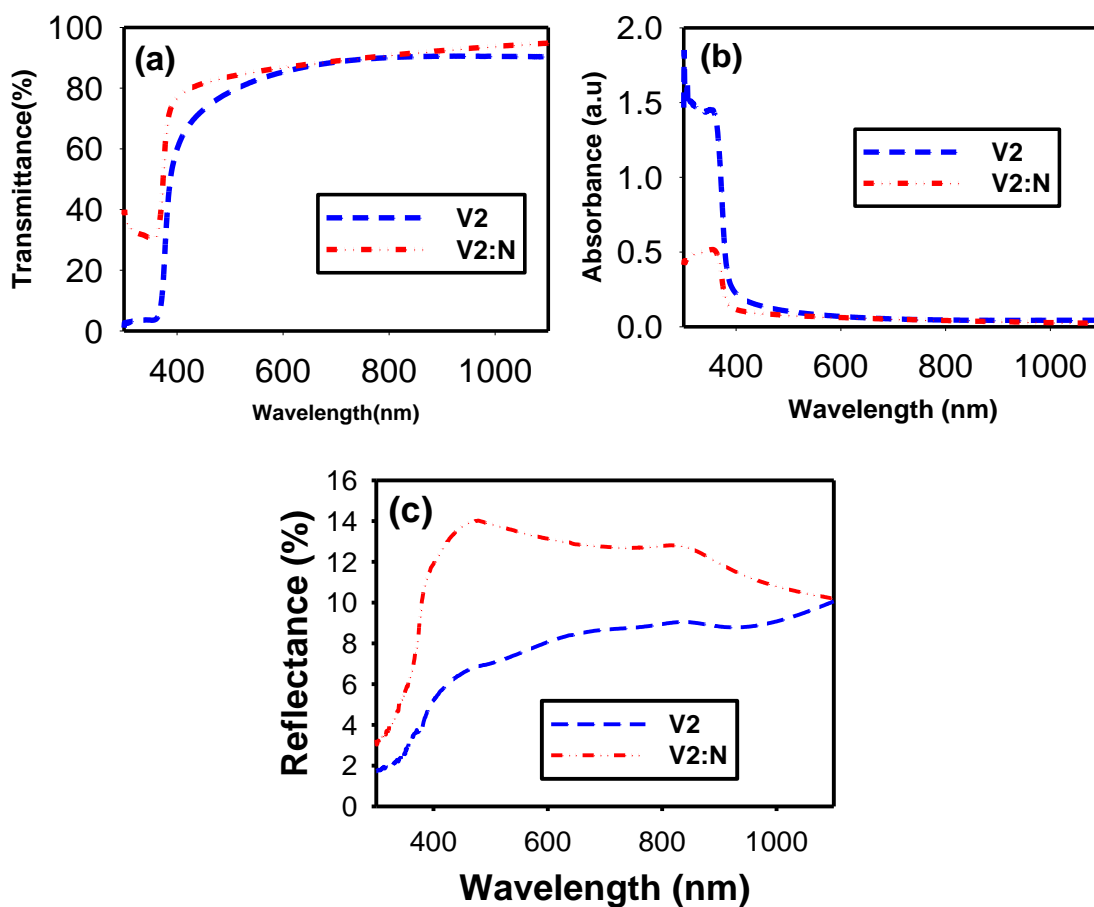 (a)
Transmittance(%)
100
80
60
40
20
0
V2
V2:N
400 600 800 1000
Wavelength(nm)
(b)
Absorbance (a.u)
2.0
1.5
1.0
0.5
0.0
V2
V2:N
400 600 800 1000
Wavelength (nm)
(c)
Reflectance (%)
16
14
12
10
8
6
4
2
0
V2
V2:N
400 600 800 1000
Wavelength (nm)